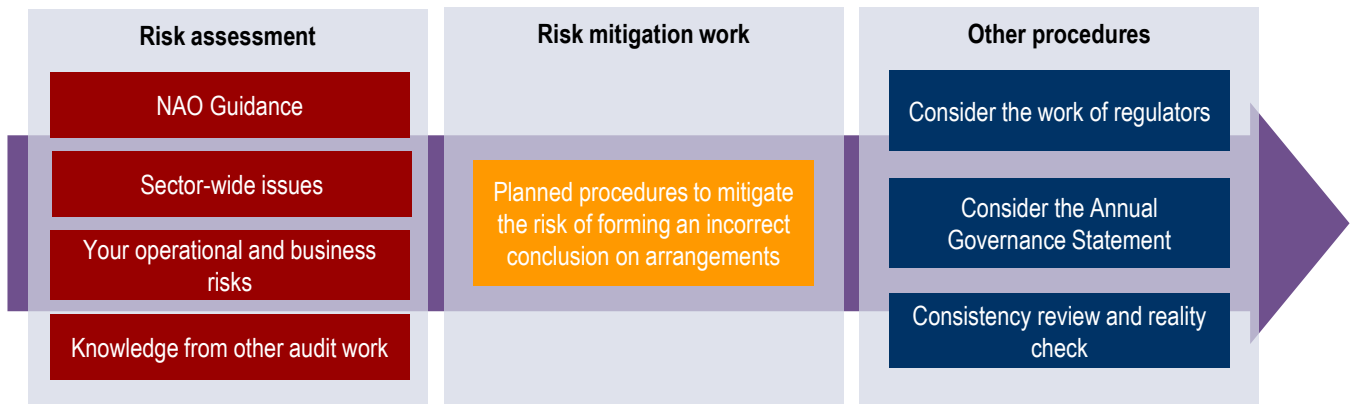 Risk assessment
NAO Guidance
Sector-wide issues
Your operational and business
risks
Knowledge from other audit work
Risk mitigation work
Planned procedures to mitigate
the risk of forming an incorrect
conclusion on arrangements
Other procedures
Consider the work of regulators
Consider the Annual
Governance Statement
Consistency review and reality
check